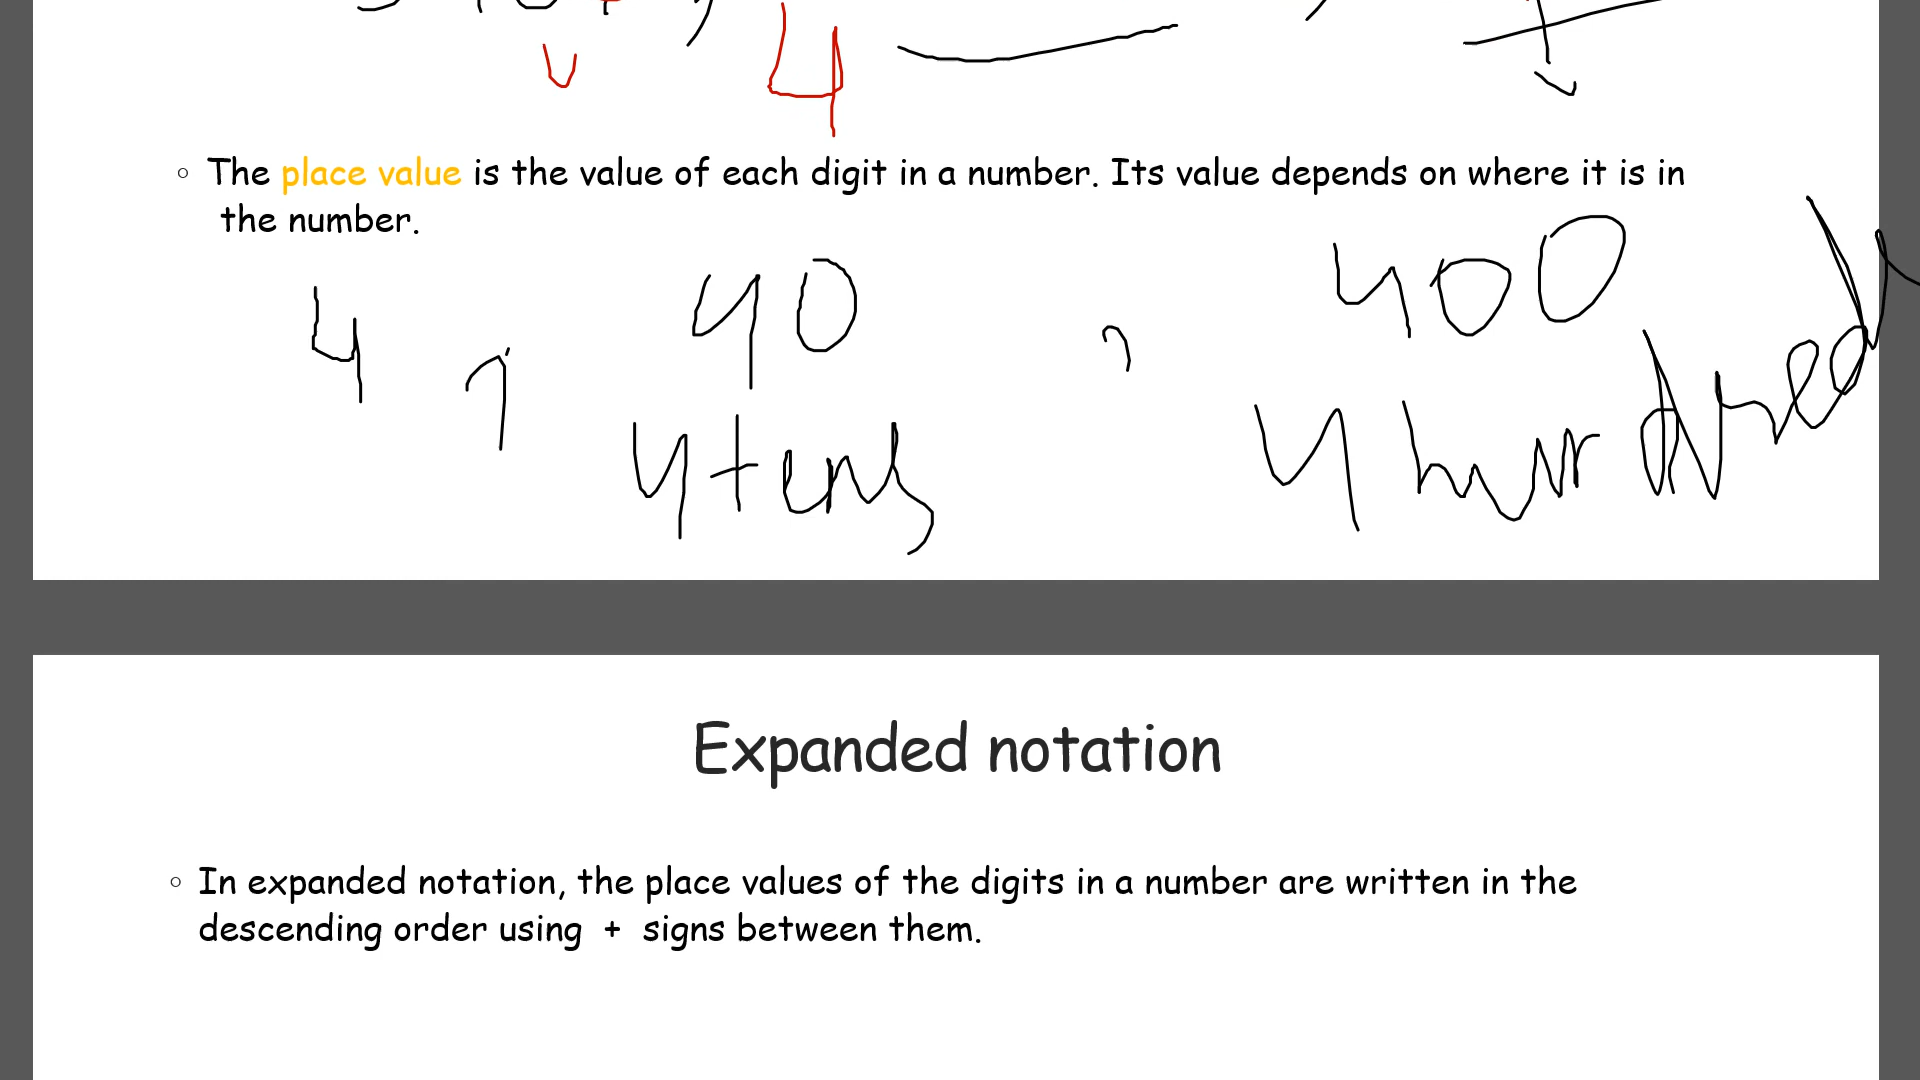 4
The place value is the value of each digit in a number. Its value depends on where it is in
the number.
4 , 40 , 400
4 tens 4 hundred
Expanded notation
In expanded notation, the place values of the digits in a number are written in the
descending order using + signs between them.